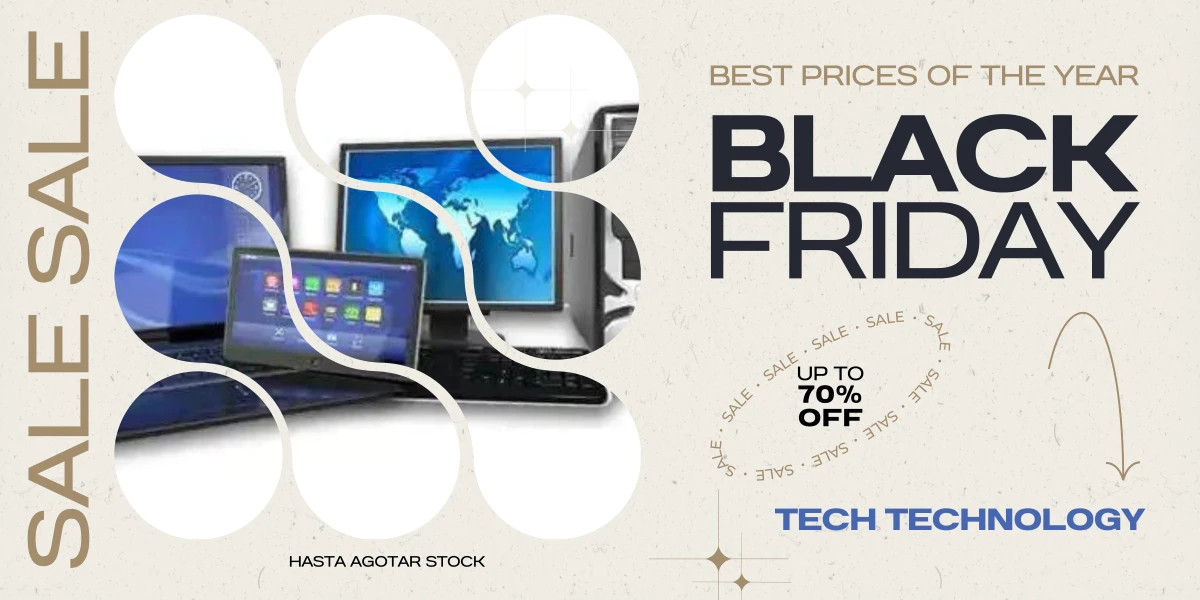 SALE SALE
BEST PRICES OF THE YEAR
BLACK
FRIDAY
SALE · SALE · SALE · SALE · SALE · SALE · SALE · SALE · SALE · SALE ·
UP TO
70%
OFF
TECH TECHNOLOGY
HASTA AGOTAR STOCK